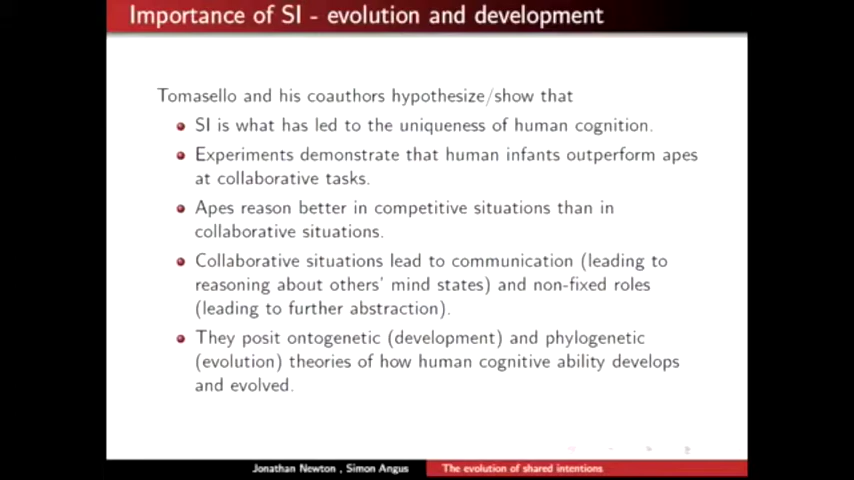 Importance of SI - evolution and development
Tomasello and his coauthors hypothesize/show that
SI is what has led to the uniqueness of human cognition.
Experiments demonstrate that human infants outperform apes
at collaborative tasks.
Apes reason better in competitive situations than in
collaborative situations.
Collaborative situations lead to communication (leading to
reasoning about others' mind states) and non-fixed roles
(leading to further abstraction).
They posit ontogenetic (development) and phylogenetic
(evolution) theories of how human cognitive ability develops
and evolved.
Jonathan Newton , Simon Angus
The evolution of shared intentions